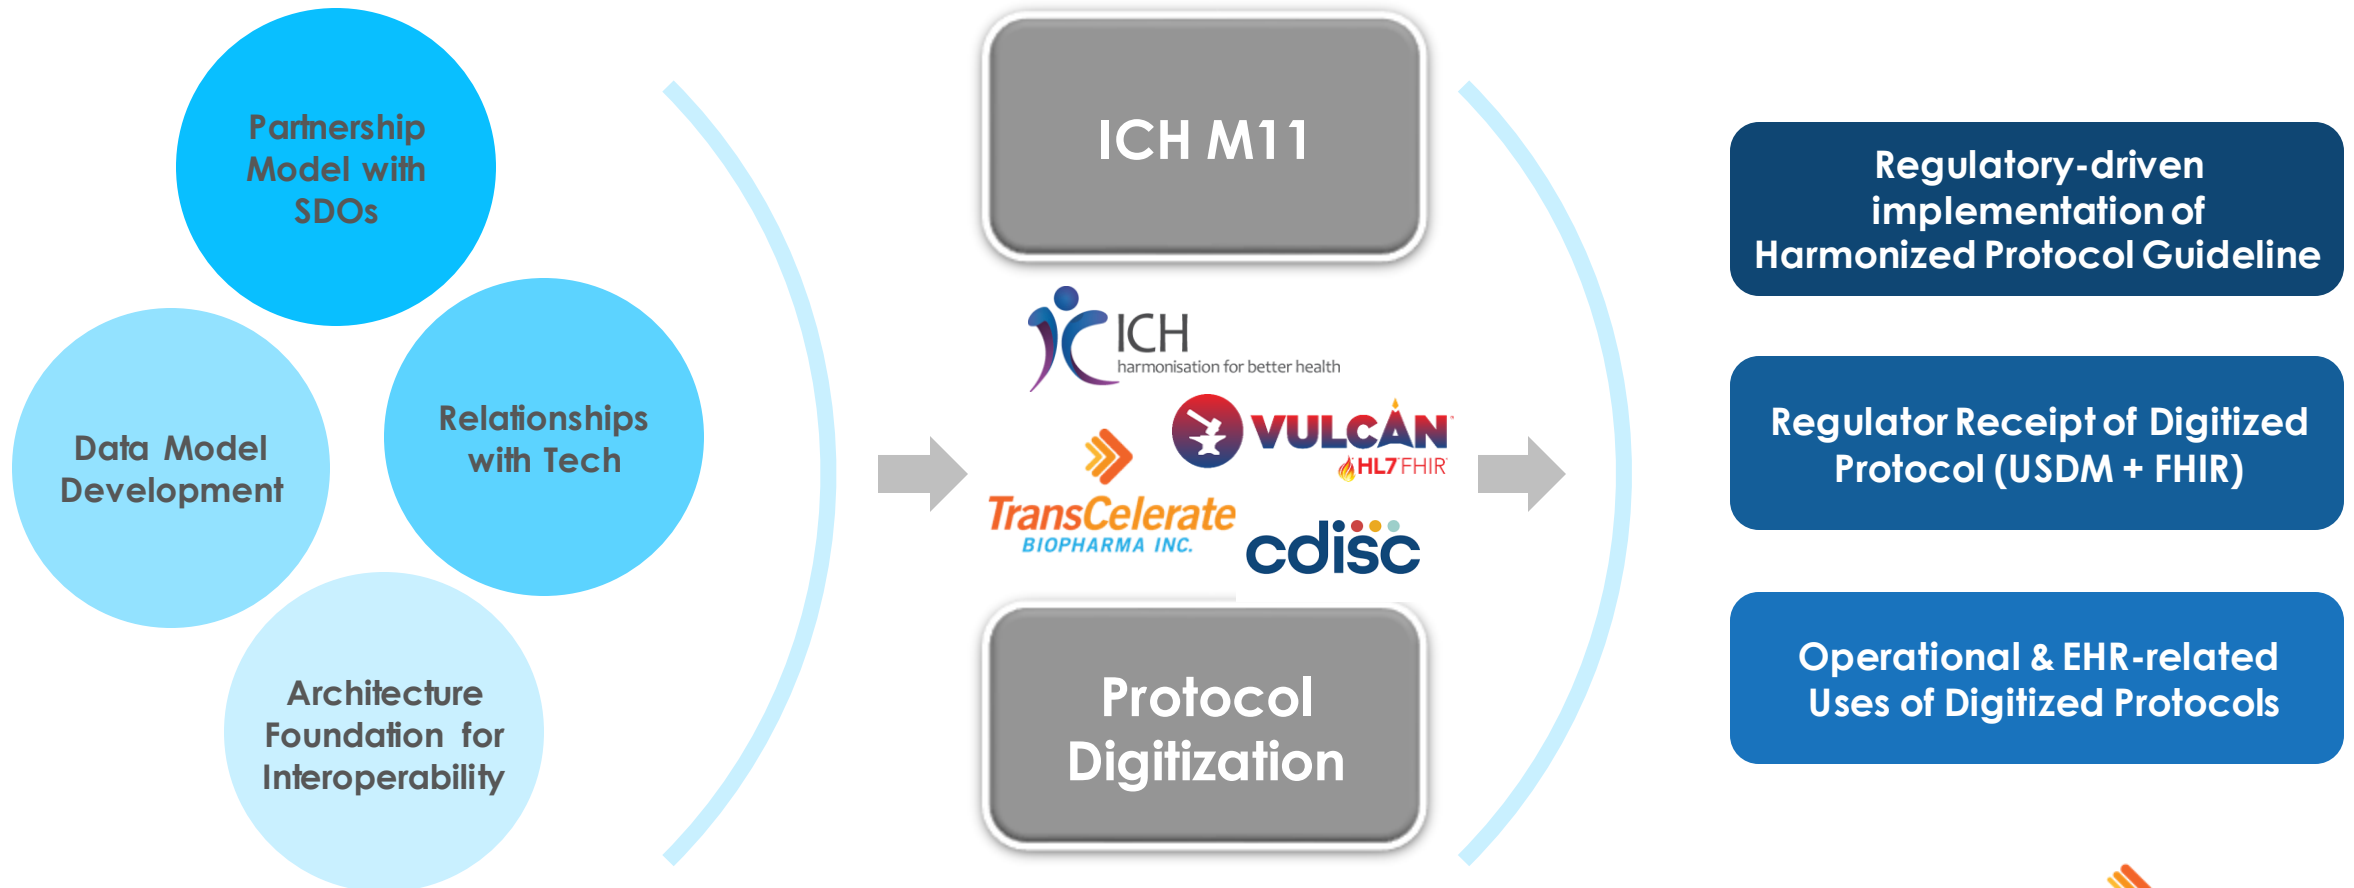 Partnership
Model with
SDOs
Data Model
Development
Relationships
with Tech
Architecture
Foundation for
Interoperability
ICH M11
ICH
harmonisation for better health
VULCAN
HL7 FHIR
TransCelerate
BIOPHARMA INC.
cdisc
Protocol
Digitization
Regulatory-driven
implementation of
Harmonized Protocol Guideline
Regulator Receipt of Digitized
Protocol (USDM + FHIR)
Operational & EHR-related
Uses of Digitized Protocols